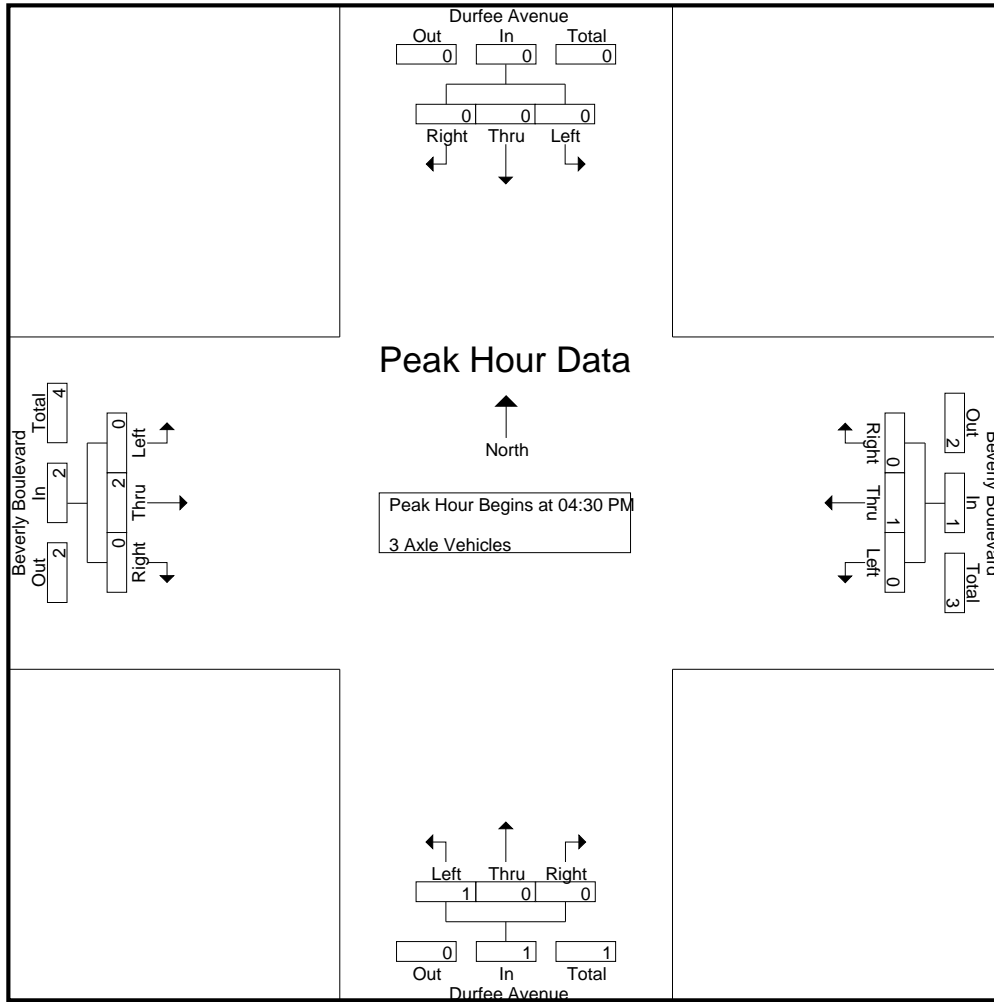 Durfee Avenue
Out In Total
0 0 0
0 0 0
Right Thru Left
Peak Hour Data
North
Peak Hour Begins at 04:30 PM
3 Axle Vehicles
Beverly Boulevard
Total In Out
4 2 2
0 2 0
Left Thru Right
Beverly Boulevard
Out In Total
2 1 3
0 1 0
Right Thru Left
Left Thru Right
1 0 0
0 1 1
Out In Total
Durfee Avenue